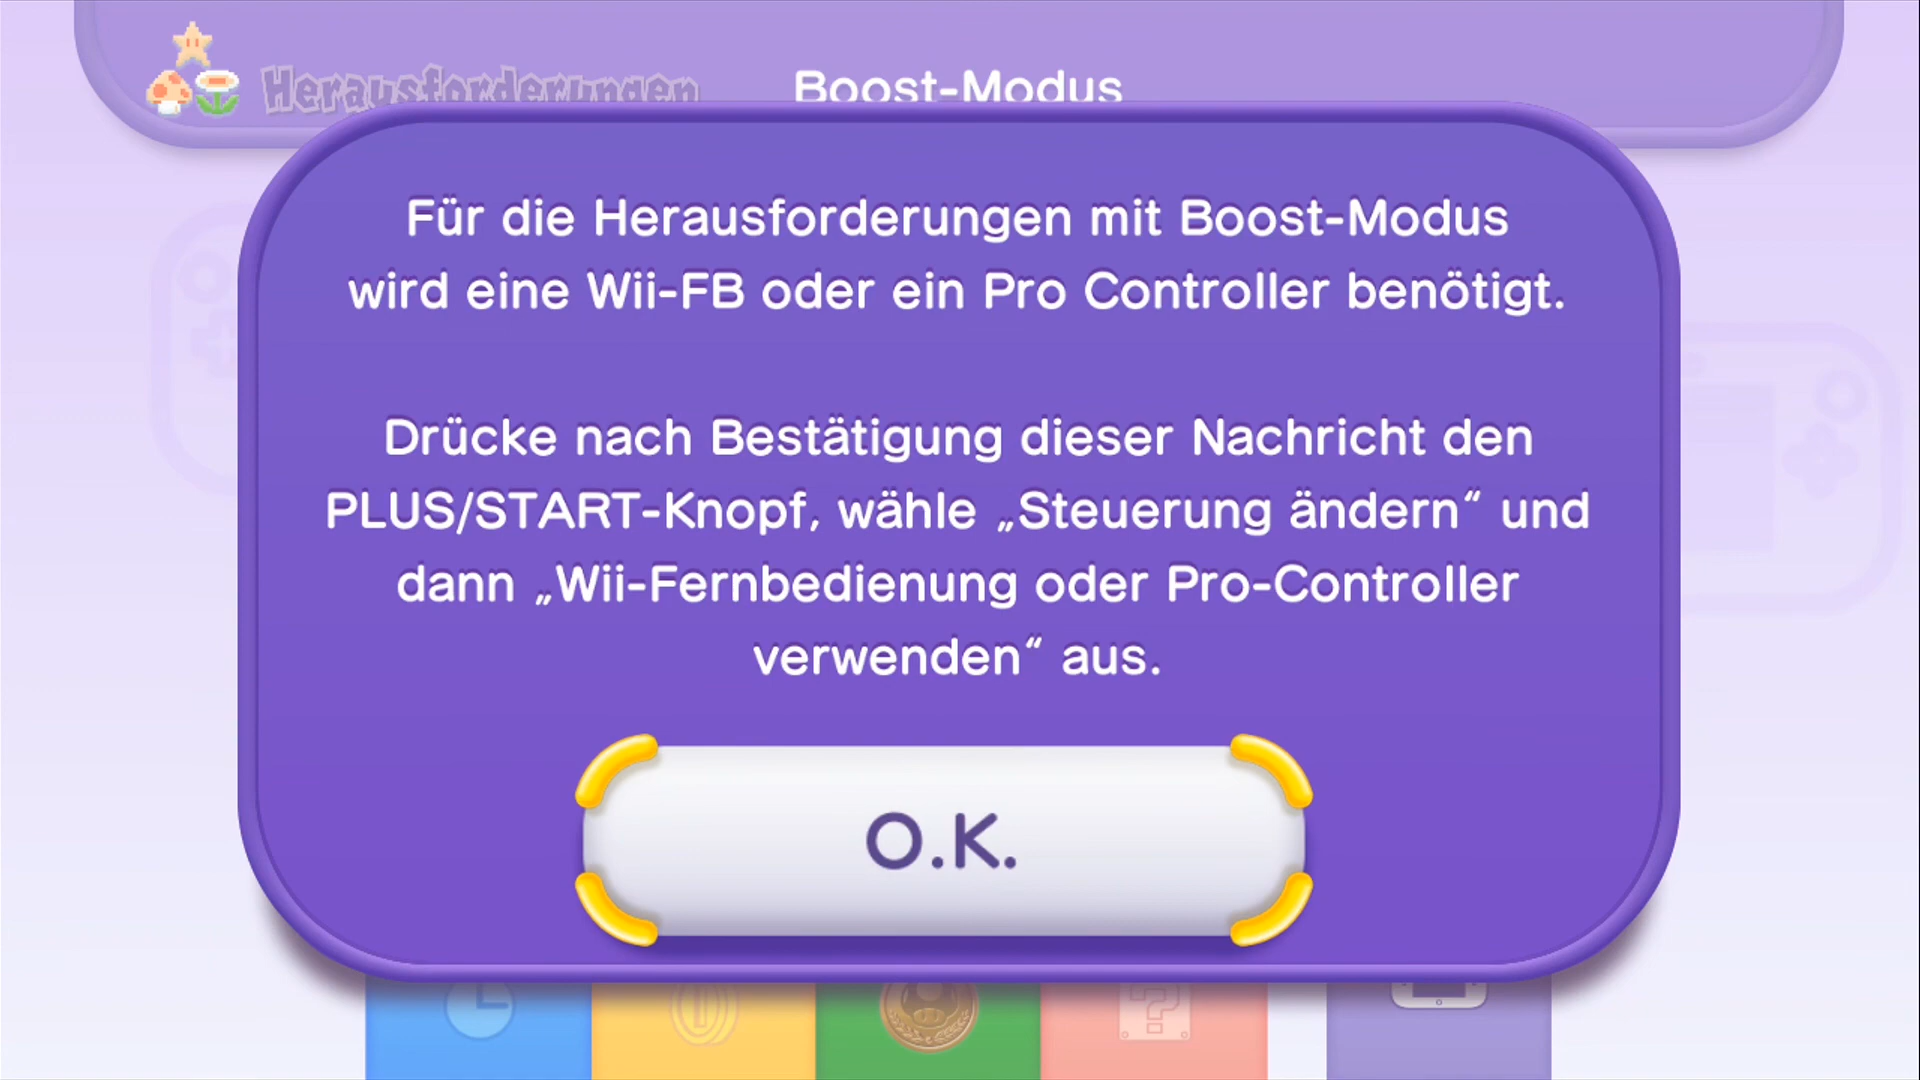 Herausforderungen
Boost-Modus
Für die Herausforderungen mit Boost-Modus
wird eine Wii-FB oder ein Pro Controller benötigt.
Drücke nach Bestätigung dieser Nachricht den
PLUS/START-Knopf, wähle „Steuerung ändern“ und
dann „Wii-Fernbedienung oder Pro-Controller
verwenden“ aus.
O.K.